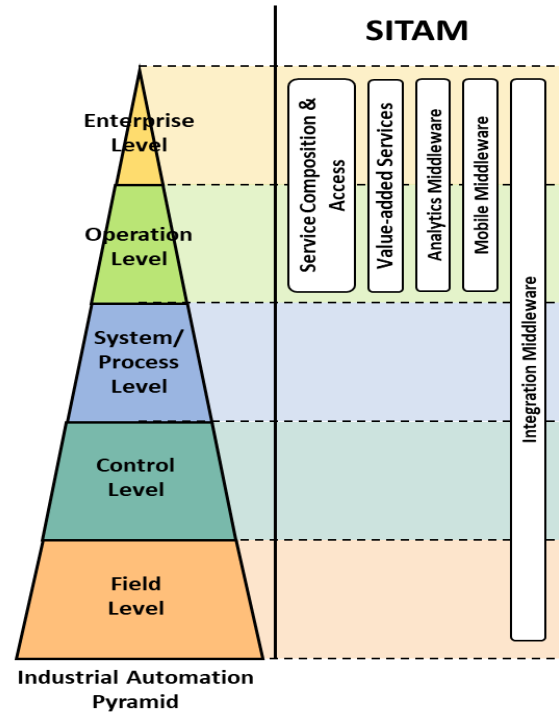 SITAM
Enterprise
Level
Operation
Level
System/
Process
Level
Control
Level
Field
Level
Industrial Automation
Pyramid
Service Composition &
Access
Value-added Services
Analytics Middleware
Mobile Middleware
Integration Middleware